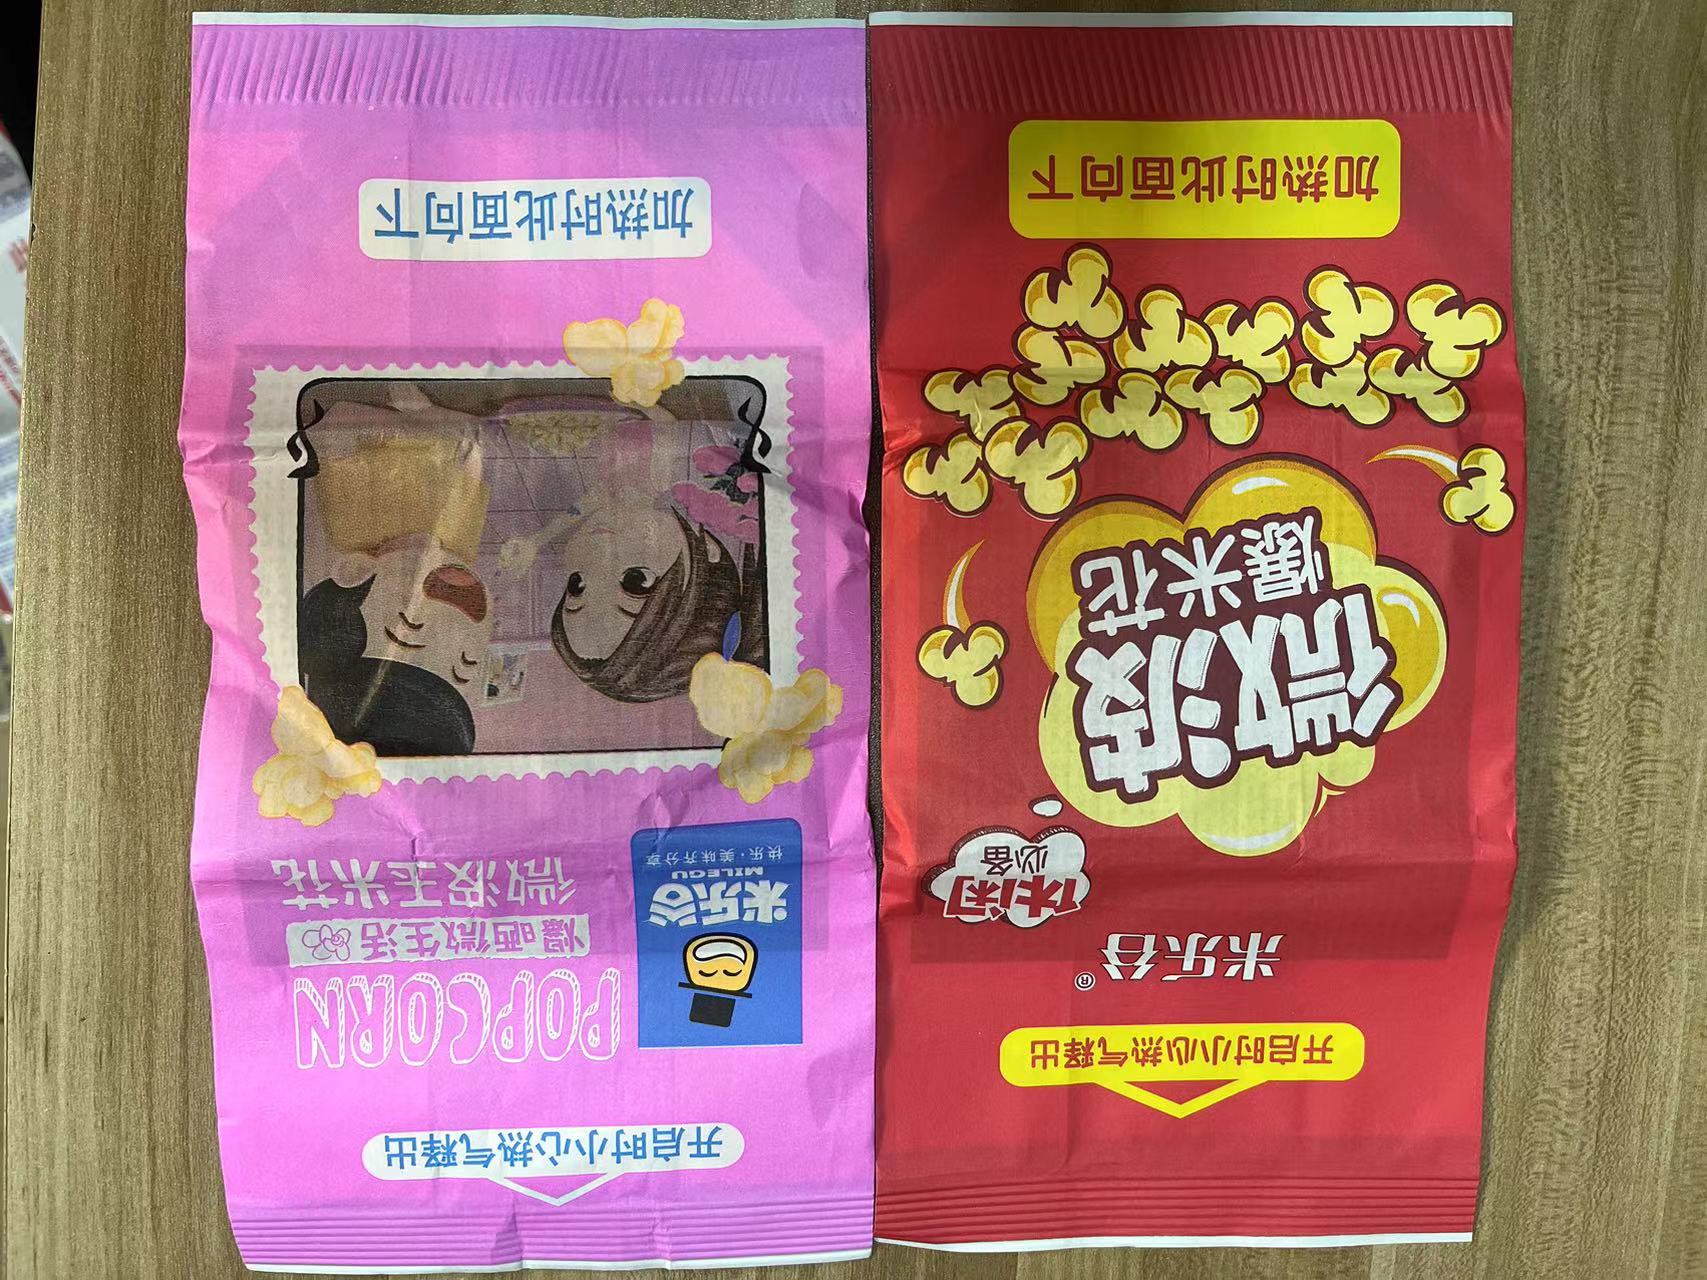 开启时小心热气释出
米乐谷®
休闲
必备
微波
爆米花
加热时此面向下
开启时小心热气释出
米乐谷
MILEGU
快乐·美味齐分享
POPCORN
爆晒微生活
微波玉米花
加热时此面向下